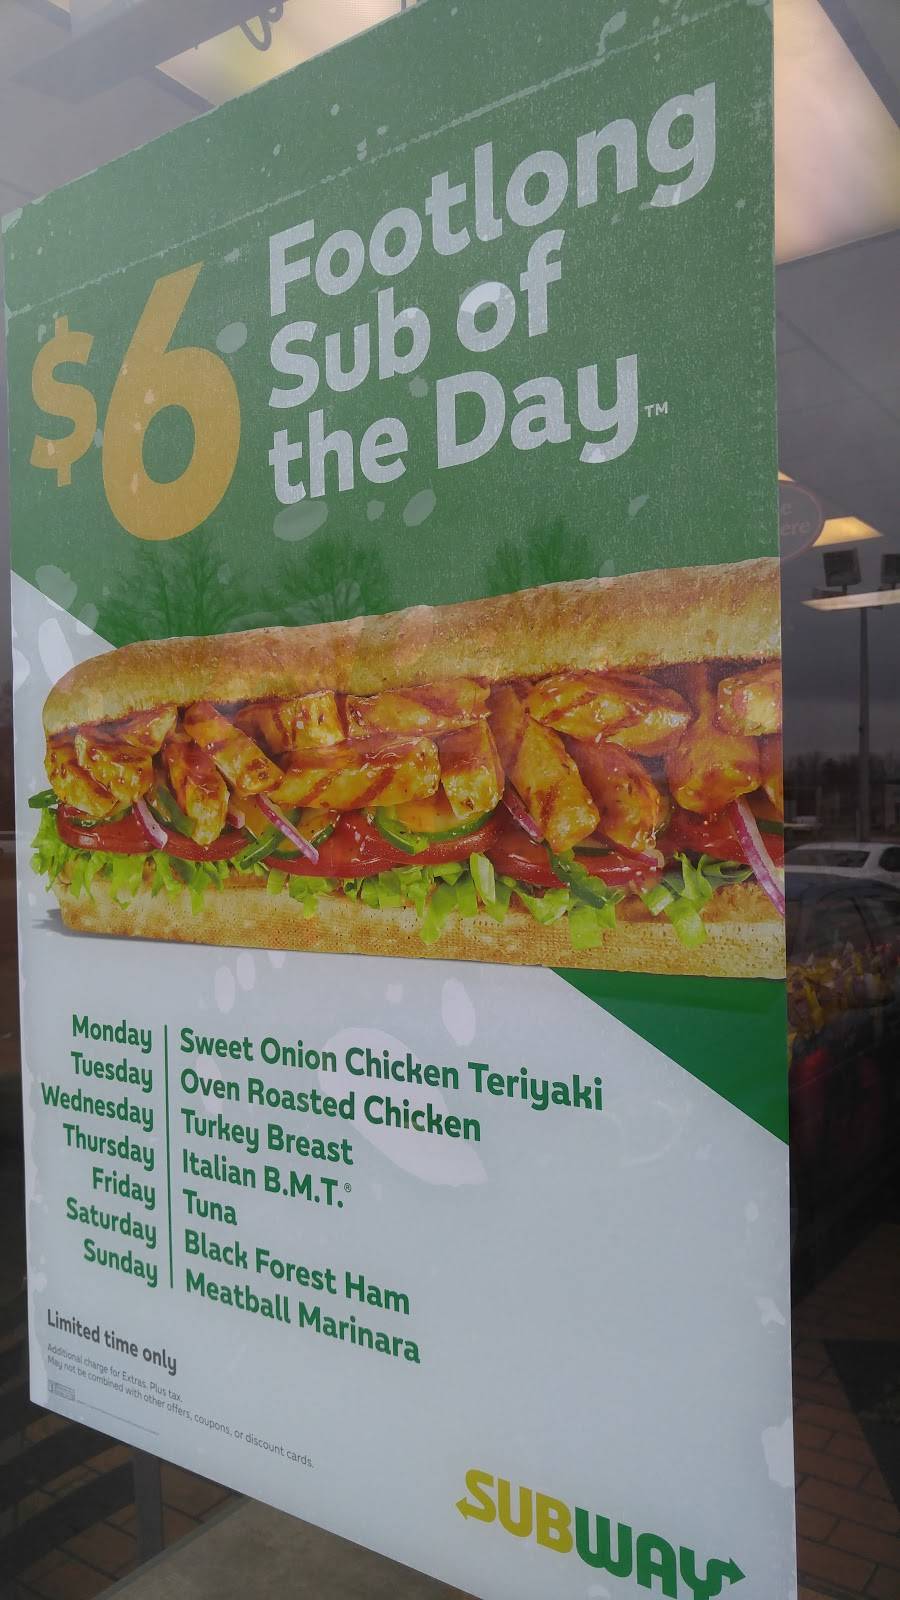 $6
Footlong
Sub of
the Day™
Monday Sweet Onion Chicken Teriyaki
Tuesday Oven Roasted Chicken
Wednesday Turkey Breast
Thursday Italian B.M.T.®
Friday Tuna
Saturday Black Forest Ham
Sunday Meatball Marinara
Limited time only
Additional charge for Extras. Plus tax.
May not be combined with other offers, coupons, or discount cards.
SUBWAY